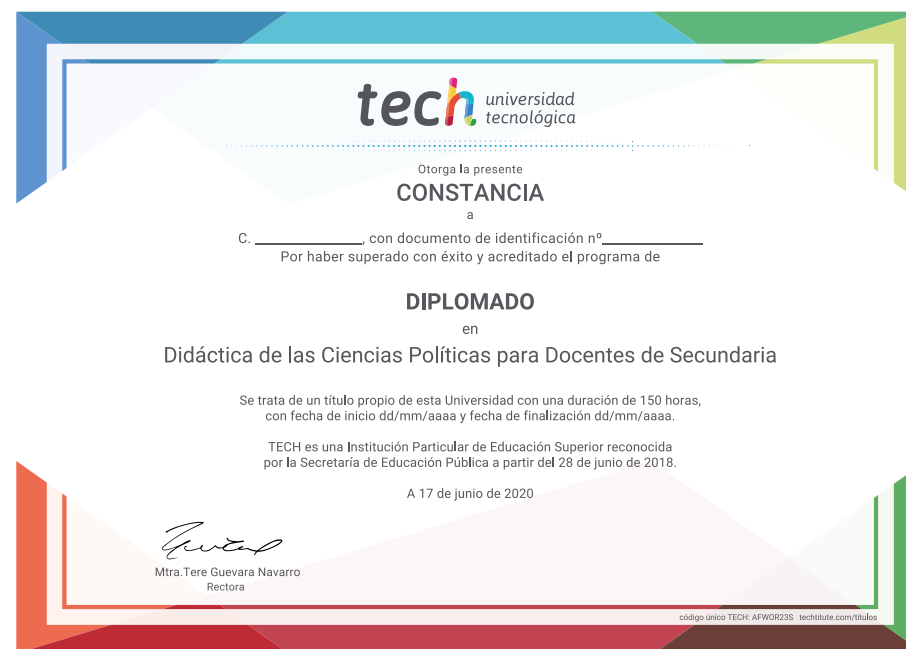 tech universidad
tecnológica
Otorga la presente
CONSTANCIA
a
C. ____________, con documento de identificación nº____________
Por haber superado con éxito y acreditado el programa de
DIPLOMADO
en
Didáctica de las Ciencias Políticas para Docentes de Secundaria
Se trata de un título propio de esta Universidad con una duración de 150 horas,
con fecha de inicio dd/mm/aaaa y fecha de finalización dd/mm/aaaa.
TECH es una Institución Particular de Educación Superior reconocida
por la Secretaría de Educación Pública a partir del 28 de junio de 2018.
A 17 de junio de 2020
Mtra.Tere Guevara Navarro
Rectora
código único TECH: AFWOR23S techtitute.com/titulos